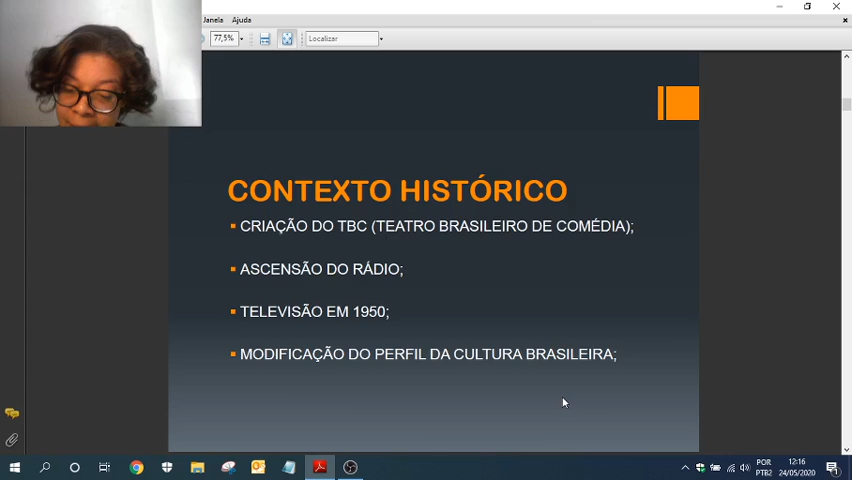 Janela Ajuda
77,5% Localizar
CONTEXTO HISTÓRICO
▪ CRIAÇÃO DO TBC (TEATRO BRASILEIRO DE COMÉDIA);
▪ ASCENSÃO DO RÁDIO;
▪ TELEVISÃO EM 1950;
▪ MODIFICAÇÃO DO PERFIL DA CULTURA BRASILEIRA;
POR 12:16
PTB2 24/05/2020